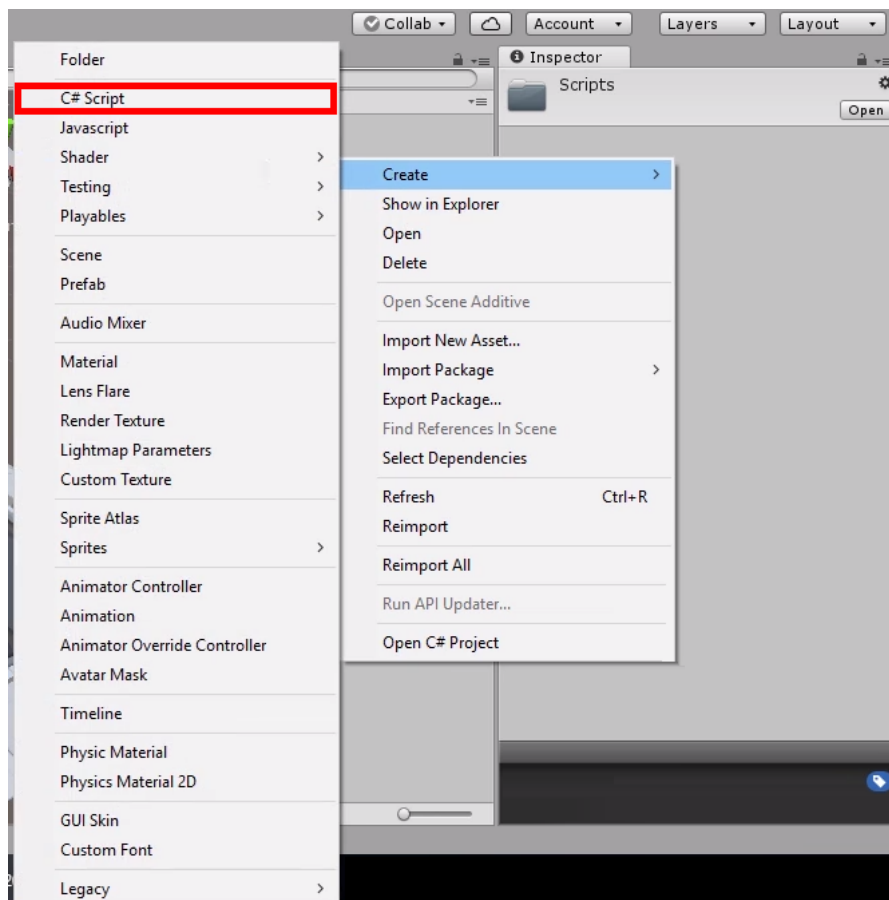 Collab
Account
Layers
Layout
Inspector
Scripts
Open
Folder
C# Script
Javascript
Shader
Testing
Playables
Scene
Prefab
Audio Mixer
Material
Lens Flare
Render Texture
Lightmap Parameters
Custom Texture
Sprite Atlas
Sprites
Animator Controller
Animation
Animator Override Controller
Avatar Mask
Timeline
Physic Material
Physics Material 2D
GUI Skin
Custom Font
Legacy
Create
Show in Explorer
Open
Delete
Open Scene Additive
Import New Asset...
Import Package
Export Package...
Find References In Scene
Select Dependencies
Refresh Ctrl+R
Reimport
Reimport All
Run API Updater...
Open C# Project